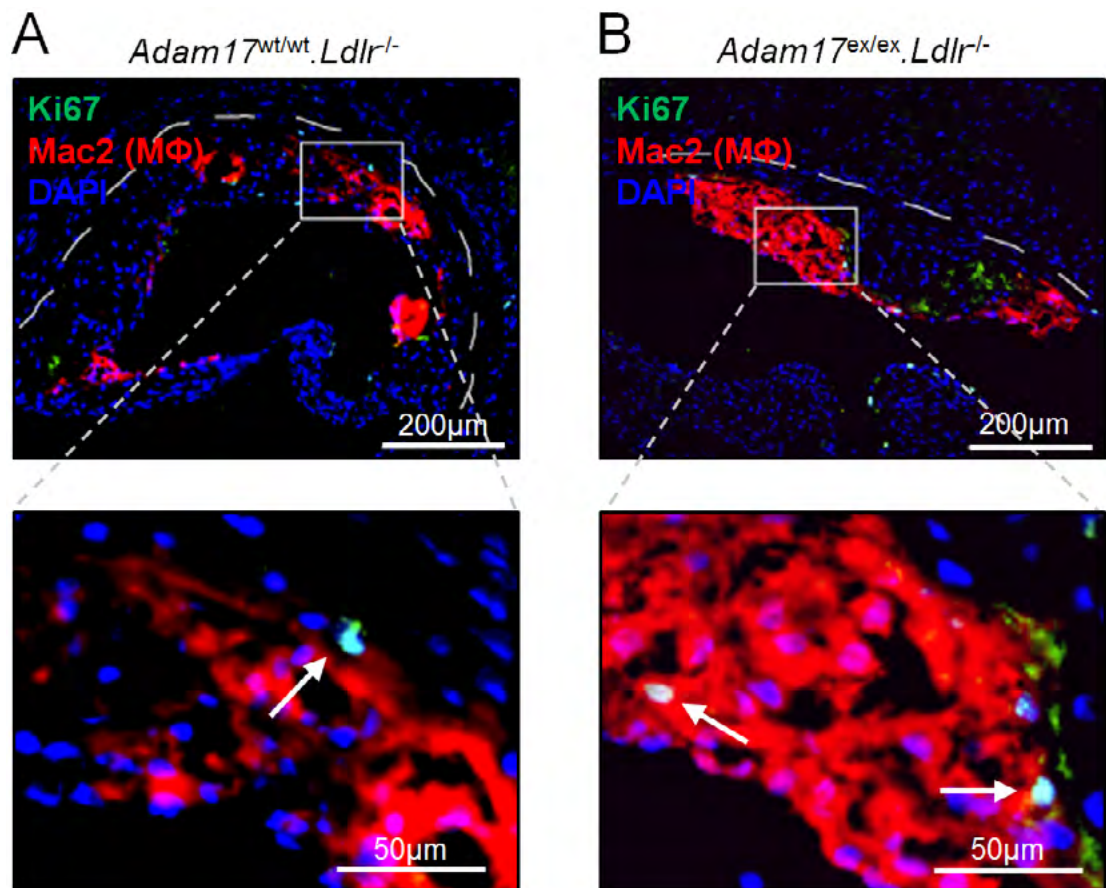 A
Adam17wt/wt.Ldlr-/-
Ki67
Mac2 (MΦ)
DAPI
200µm
50µm
B
Adam17ex/ex.Ldlr-/-
Ki67
Mac2 (MΦ)
DAPI
200µm
50µm